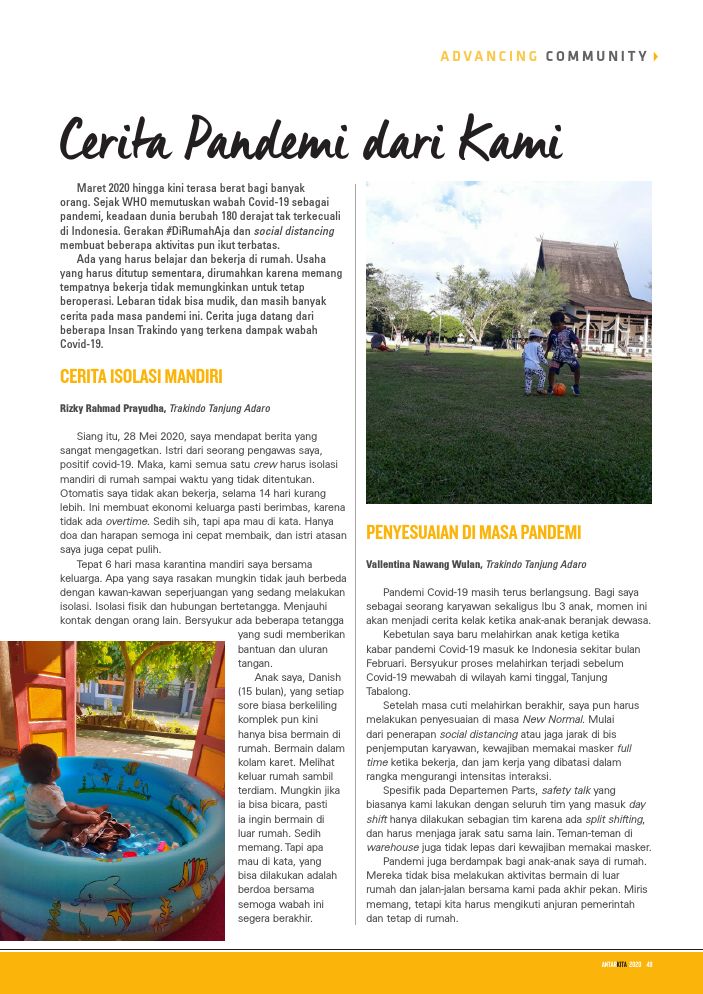 ADVANCING COMMUNITY
Cerita Pandemi dari Kami
Maret 2020 hingga kini terasa berat bagi banyak
orang. Sejak WHO memutuskan wabah Covid-19 sebagai
pandemi, keadaan dunia berubah 180 derajat tak terkecuali
di Indonesia. Gerakan #DiRumahAja dan social distancing
membuat beberapa aktivitas pun ikut terbatas.
Ada yang harus belajar dan bekerja di rumah. Usaha
yang harus ditutup sementara, dirumahkan karena memang
tempatnya bekerja tidak memungkinkan untuk tetap
beroperasi. Lebaran tidak bisa mudik, dan masih banyak
cerita pada masa pandemi ini. Cerita juga datang dari
beberapa Insan Trakindo yang terkena dampak wabah
Covid-19.
CERITA ISOLASI MANDIRI
Rizky Rahmad Prayudha, Trakindo Tanjung Adaro
Siang itu, 28 Mei 2020, saya mendapat berita yang
sangat mengagetkan. Istri dari seorang pengawas saya,
positif covid-19. Maka, kami semua satu crew harus isolasi
mandiri di rumah sampai waktu yang tidak ditentukan.
Otomatis saya tidak akan bekerja, selama 14 hari kurang
lebih. Ini membuat ekonomi keluarga pasti berimbas, karena
tidak ada overtime. Sedih sih, tapi apa mau di kata. Hanya
doa dan harapan semoga ini cepat membaik, dan istri atasan
saya juga cepat pulih.
Tepat 6 hari masa karantina mandiri saya bersama
keluarga. Apa yang saya rasakan mungkin tidak jauh berbeda
dengan kawan-kawan seperjuangan yang sedang melakukan
isolasi. Isolasi fisik dan hubungan bertetangga. Menjauhi
kontak dengan orang lain. Bersyukur ada beberapa tetangga
yang sudi memberikan
bantuan dan uluran
tangan.
Anak saya, Danish
(15 bulan), yang setiap
sore biasa berkeliling
komplek pun kini
hanya bisa bermain di
rumah. Bermain dalam
kolam karet. Melihat
keluar rumah sambil
terdiam. Mungkin jika
ia bisa bicara, pasti
ia ingin bermain di
luar rumah. Sedih
memang. Tapi apa
mau di kata, yang
bisa dilakukan adalah
berdoa bersama
semoga wabah ini
segera berakhir.
PENYESUAIAN DI MASA PANDEMI
Vallentina Nawang Wulan, Trakindo Tanjung Adaro
Pandemi Covid-19 masih terus berlangsung. Bagi saya
sebagai seorang karyawan sekaligus Ibu 3 anak, momen ini
akan menjadi cerita kelak ketika anak-anak beranjak dewasa.
Kebetulan saya baru melahirkan anak ketiga ketika
kabar pandemi Covid-19 masuk ke Indonesia sekitar bulan
Februari. Bersyukur proses melahirkan terjadi sebelum
Covid-19 mewabah di wilayah kami tinggal, Tanjung
Tabalong.
Setelah masa cuti melahirkan berakhir, saya pun harus
melakukan penyesuaian di masa New Normal. Mulai
dari penerapan social distancing atau jaga jarak di bis
penjemputan karyawan, kewajiban memakai masker full
time ketika bekerja, dan jam kerja yang dibatasi dalam
rangka mengurangi intensitas interaksi.
Spesifik pada Departemen Parts, safety talk yang
biasanya kami lakukan dengan seluruh tim yang masuk day
shift hanya dilakukan sebagian tim karena ada split shifting,
dan harus menjaga jarak satu sama lain. Teman-teman di
warehouse juga tidak lepas dari kewajiban memakai masker.
Pandemi juga berdampak bagi anak-anak saya di rumah.
Mereka tidak bisa melakukan aktivitas bermain di luar
rumah dan jalan-jalan bersama kami pada akhir pekan. Miris
memang, tetapi kita harus mengikuti anjuran pemerintah
dan tetap di rumah.